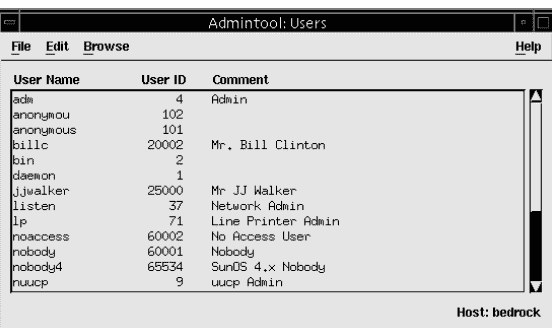 Admintool: Users
File Edit Browse Help
User Name User ID Comment
adm 4 Admin
anonymou 102
anonymous 101
billc 20002 Mr. Bill Clinton
bin 2
daemon 1
jjwalker 25000 Mr JJ Walker
listen 37 Network Admin
lp 71 Line Printer Admin
noaccess 60002 No Access User
nobody 60001 Nobody
nobody4 65534 SunOS 4.x Nobody
nuucp 9 uucp Admin
Host: bedrock